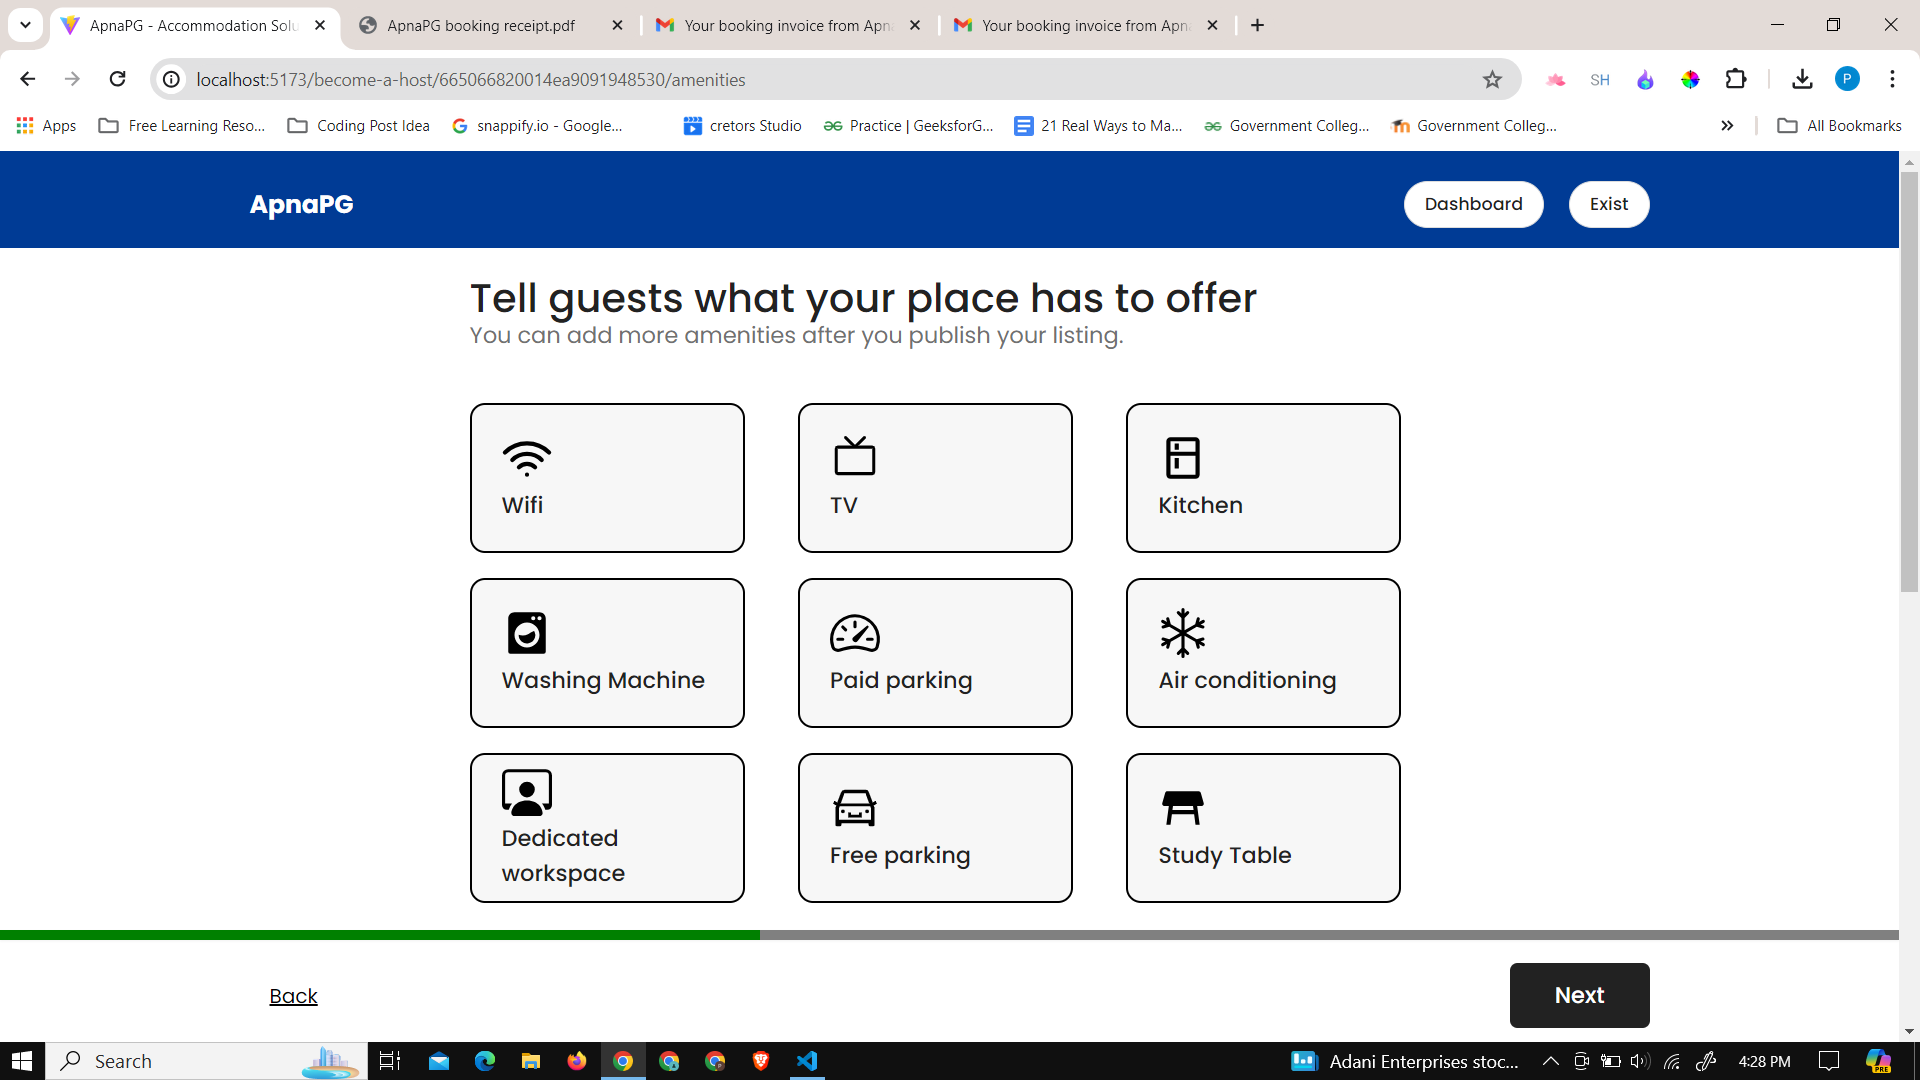 ApnaPG - Accommodation Solu
ApnaPG booking receipt.pdf
Your booking invoice from Apn
Your booking invoice from Apn
localhost:5173/become-a-host/665066820014ea9091948530/amenities
SH
P
Apps
Free Learning Reso...
Coding Post Idea
snappify.io - Google...
cretors Studio
Practice | GeeksforG...
21 Real Ways to Ma...
Government Colleg...
Government Colleg...
All Bookmarks
ApnaPG
Dashboard
Exist
Tell guests what your place has to offer
You can add more amenities after you publish your listing.
Wifi
TV
Kitchen
Washing Machine
Paid parking
Air conditioning
Dedicated
workspace
Free parking
Study Table
Back
Next
Search
Adani Enterprises stoc...
4:28 PM
PRE